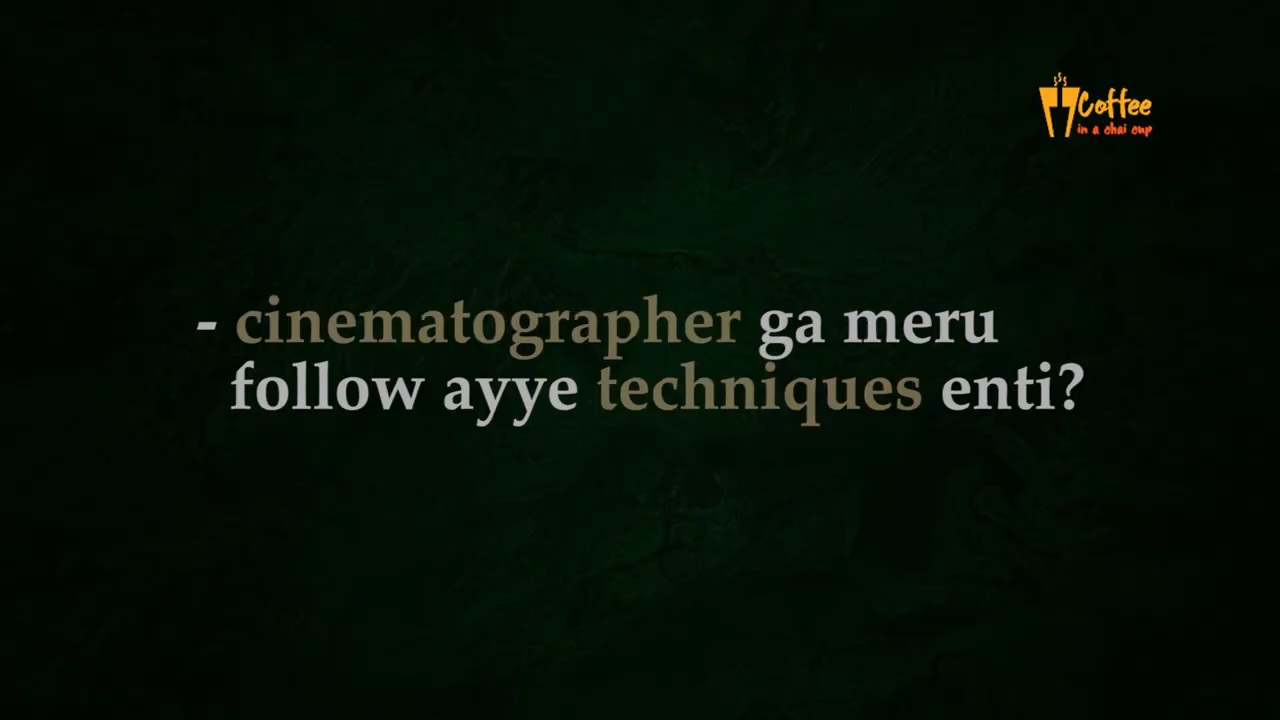 Coffee
in a chai cup
- cinematographer ga meru
follow ayye techniques enti?